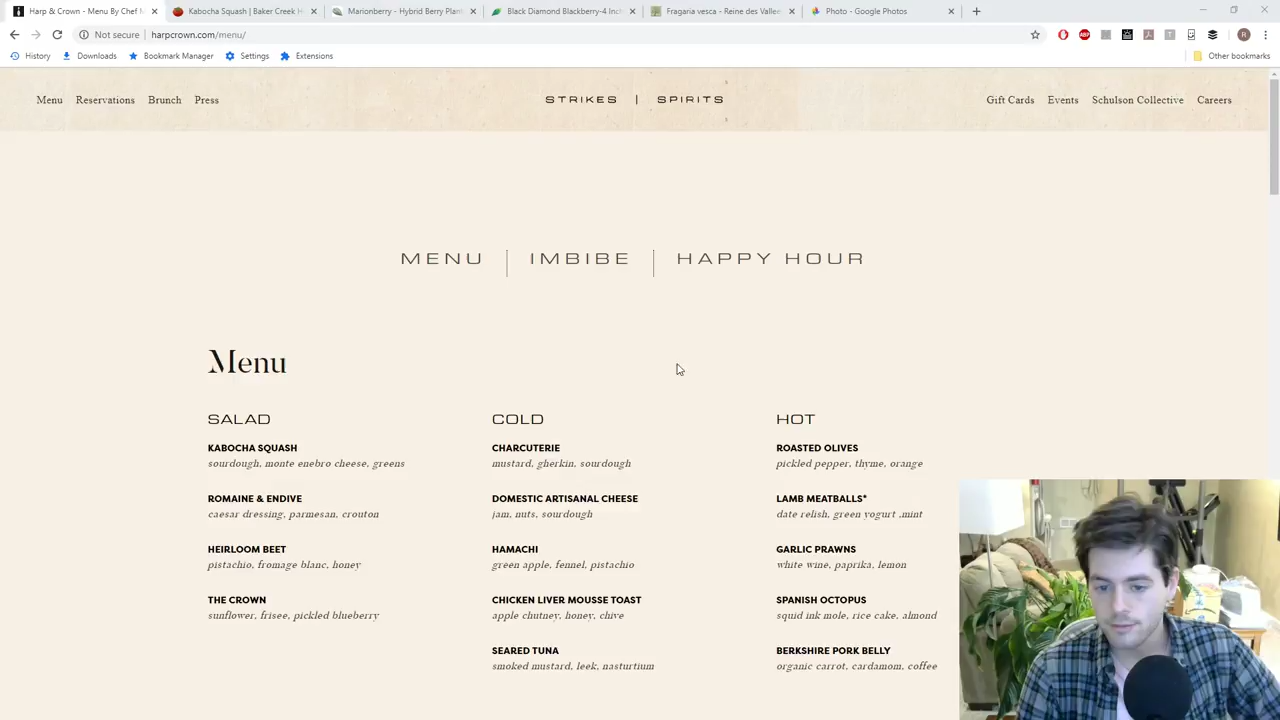 Harp & Crown - Menu By Chef M
Kabocha Squash | Baker Creek H
Marionberry - Hybrid Berry Plant
Black Diamond Blackberry-4 Inch
Fragaria vesca - Reine des Vallee
Photo - Google Photos
Not secure | harpcrown.com/menu/
History Downloads Bookmark Manager Settings Extensions Other bookmarks
Menu Reservations Brunch Press STRIKES | SPIRITS Gift Cards Events Schulson Collective Careers
MENU | IMBIBE | HAPPY HOUR
Menu
SALAD
KABOCHA SQUASH
sourdough, monte enebro cheese, greens
ROMAINE & ENDIVE
caesar dressing, parmesan, crouton
HEIRLOOM BEET
pistachio, fromage blanc, honey
THE CROWN
sunflower, frisee, pickled blueberry
COLD
CHARCUTERIE
mustard, gherkin, sourdough
DOMESTIC ARTISANAL CHEESE
jam, nuts, sourdough
HAMACHI
green apple, fennel, pistachio
CHICKEN LIVER MOUSSE TOAST
apple chutney, honey, chive
SEARED TUNA
smoked mustard, leek, nasturtium
HOT
ROASTED OLIVES
pickled pepper, thyme, orange
LAMB MEATBALLS*
date relish, green yogurt ,mint
GARLIC PRAWNS
white wine, paprika, lemon
SPANISH OCTOPUS
squid ink mole, rice cake, almond
BERKSHIRE PORK BELLY
organic carrot, cardamom, coffee